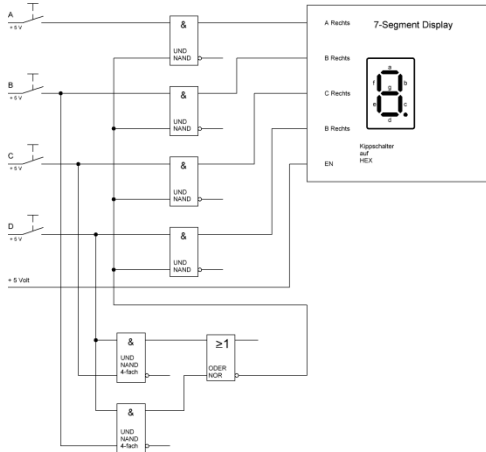 A
+ 5 V
&
UND
NAND
A Rechts
7-Segment Display
B
+ 5 V
&
UND
NAND
B Rechts
a
f
b
g
e
c
d
C
+ 5 V
&
UND
NAND
C Rechts
Kippschalter
auf
HEX
D
+ 5 V
&
UND
NAND
B Rechts
EN
+ 5 Volt
&
UND
NAND
4-fach
≥1
ODER
NOR
&
UND
NAND
4-fach